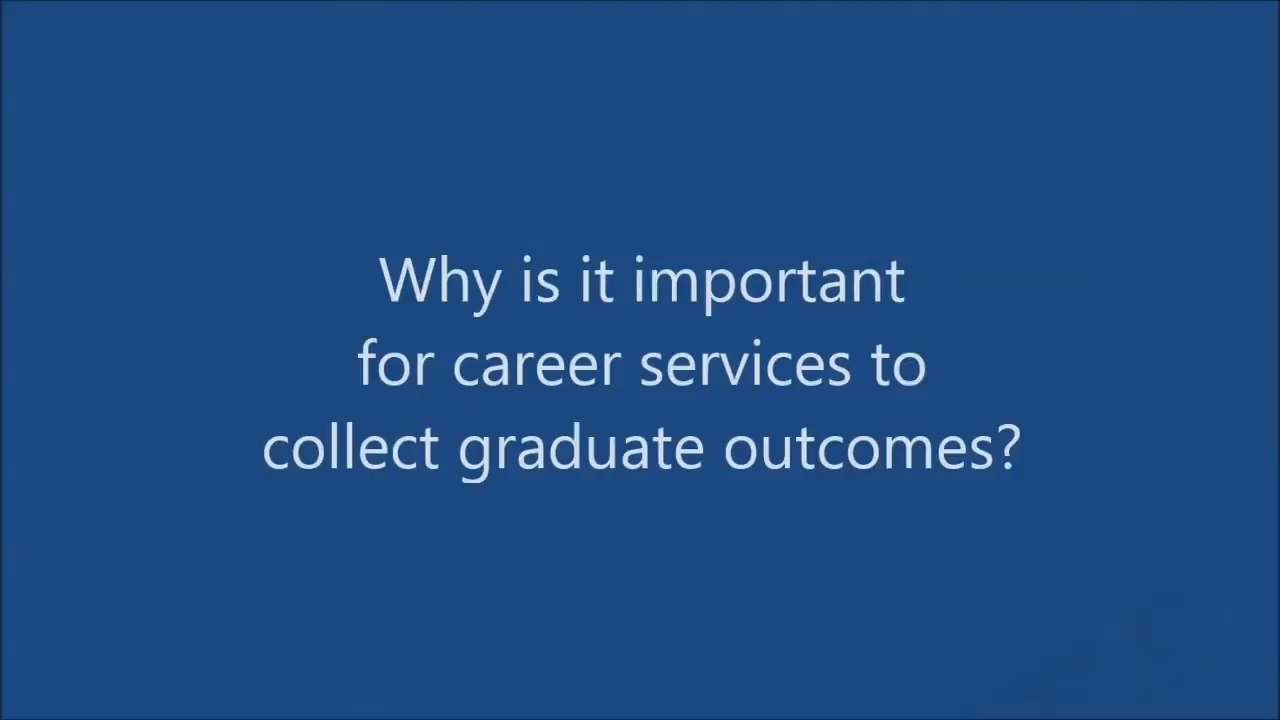 Why is it important
for career services to
collect graduate outcomes?